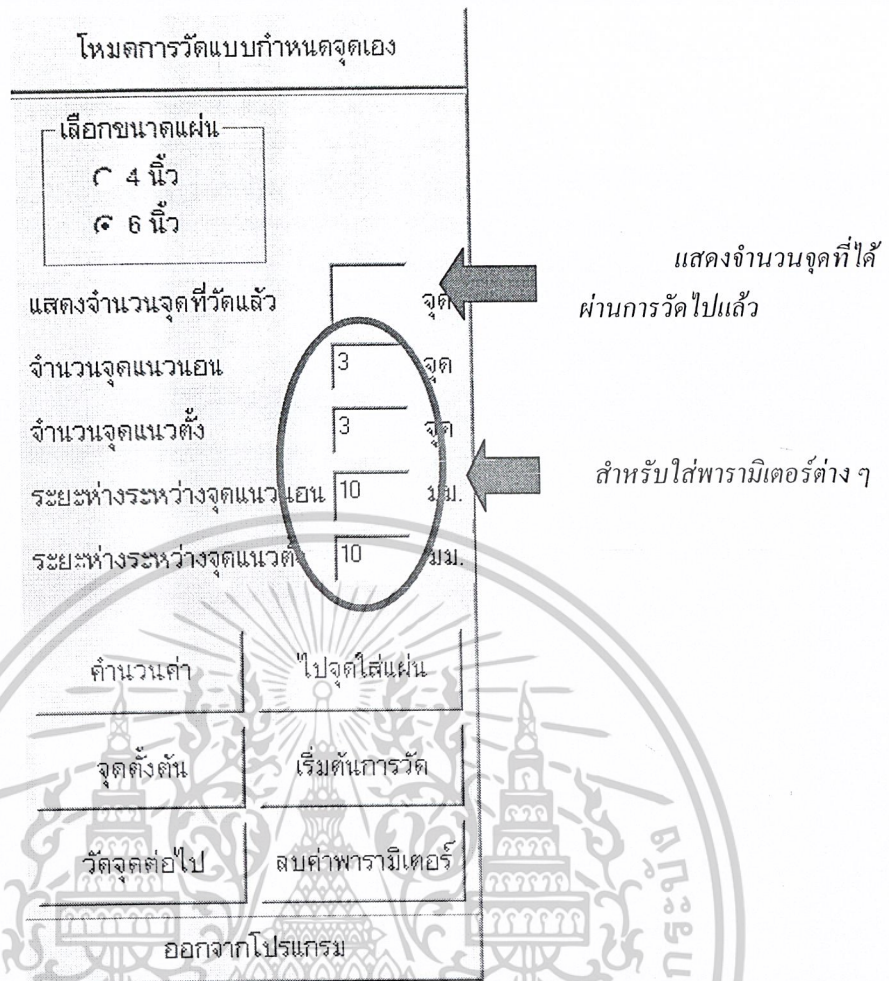 โหมดการวัดแบบกำหนดจุดเอง
เลือกขนาดแผ่น
4 นิ้ว
6 นิ้ว
แสดงจำนวนจุดที่วัดแล้ว จุด
แสดงจำนวนจุดที่ได้
ผ่านการวัดไปแล้ว
จำนวนจุดแนวนอน 3 จุด
จำนวนจุดแนวตั้ง 3 จุด
ระยะห่างระหว่างจุดแนวนอน 10 มม.
สำหรับใส่พารามิเตอร์ต่าง ๆ
ระยะห่างระหว่างจุดแนวตั้ง 10 มม.
คำนวนค่า ไปจุดใส่แผ่น
จุดตั้งต้น เริ่มต้นการวัด
วัดจุดต่อไป ลบค่าพารามิเตอร์
ออกจากโปรแกรม